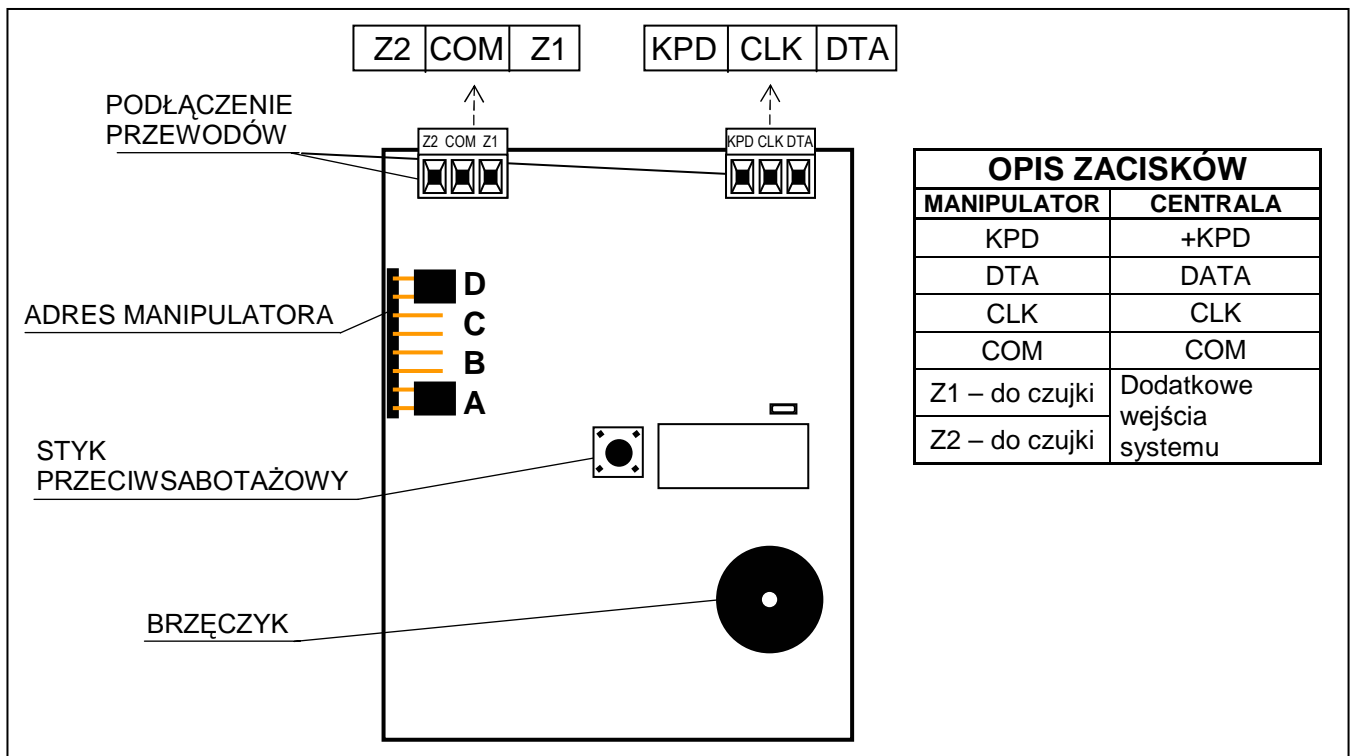 Z2 COM Z1
KPD CLK DTA
PODŁĄCZENIE
PRZEWODÓW
Z2 COM Z1
KPD CLK DTA
ADRES MANIPULATORA
D
C
B
A
STYK
PRZECIWSABOTAŻOWY
BRZĘCZYK
OPIS ZACISKÓW
MANIPULATOR CENTRALA
KPD +KPD
DTA DATA
CLK CLK
COM COM
Z1 – do czujki Dodatkowe
wejścia
Z2 – do czujki systemu